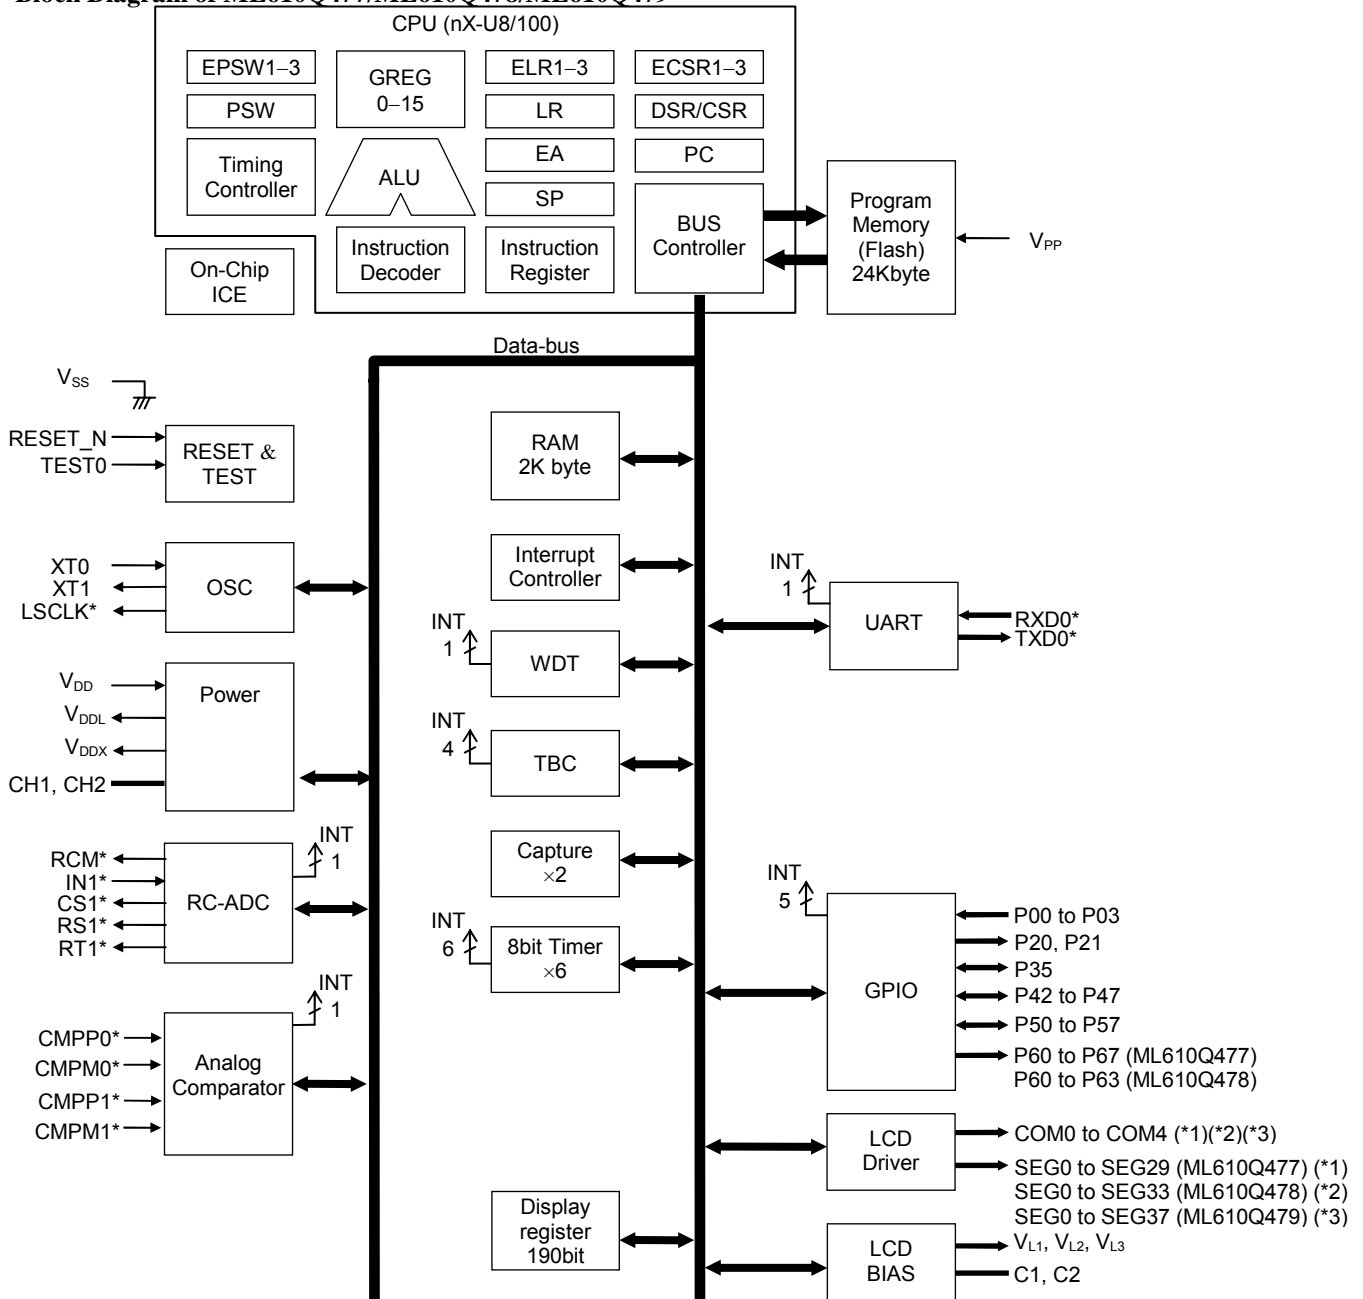 Block Diagram of ML610Q477/ML610Q478/ML610Q479
CPU (nX-U8/100)
EPSW1–3
GREG
0–15
ELR1–3
ECSR1–3
PSW
LR
DSR/CSR
Timing
Controller
ALU
EA
PC
SP
BUS
Controller
Program
Memory
(Flash)
24Kbyte
VPP
On-Chip
ICE
Instruction
Decoder
Instruction
Register
Data-bus
VSS
RESET_N
TEST0
RESET &
TEST
RAM
2K byte
XT0
XT1
LSCLK*
OSC
Interrupt
Controller
INT
1
UART
RXD0*
TXD0*
INT
1
WDT
VDD
VDDL
VDDX
CH1, CH2
Power
INT
4
TBC
RCM*
IN1*
CS1*
RS1*
RT1*
RC-ADC
INT
1
Capture
×2
INT
6
8bit Timer
×6
INT
5
GPIO
P00 to P03
P20, P21
P35
P42 to P47
P50 to P57
P60 to P67 (ML610Q477)
P60 to P63 (ML610Q478)
CMPP0*
CMPM0*
CMPP1*
CMPM1*
Analog
Comparator
INT
1
LCD
Driver
COM0 to COM4 (*1)(*2)(*3)
SEG0 to SEG29 (ML610Q477) (*1)
SEG0 to SEG33 (ML610Q478) (*2)
SEG0 to SEG37 (ML610Q479) (*3)
Display
register
190bit
LCD
BIAS
VL1, VL2, VL3
C1, C2